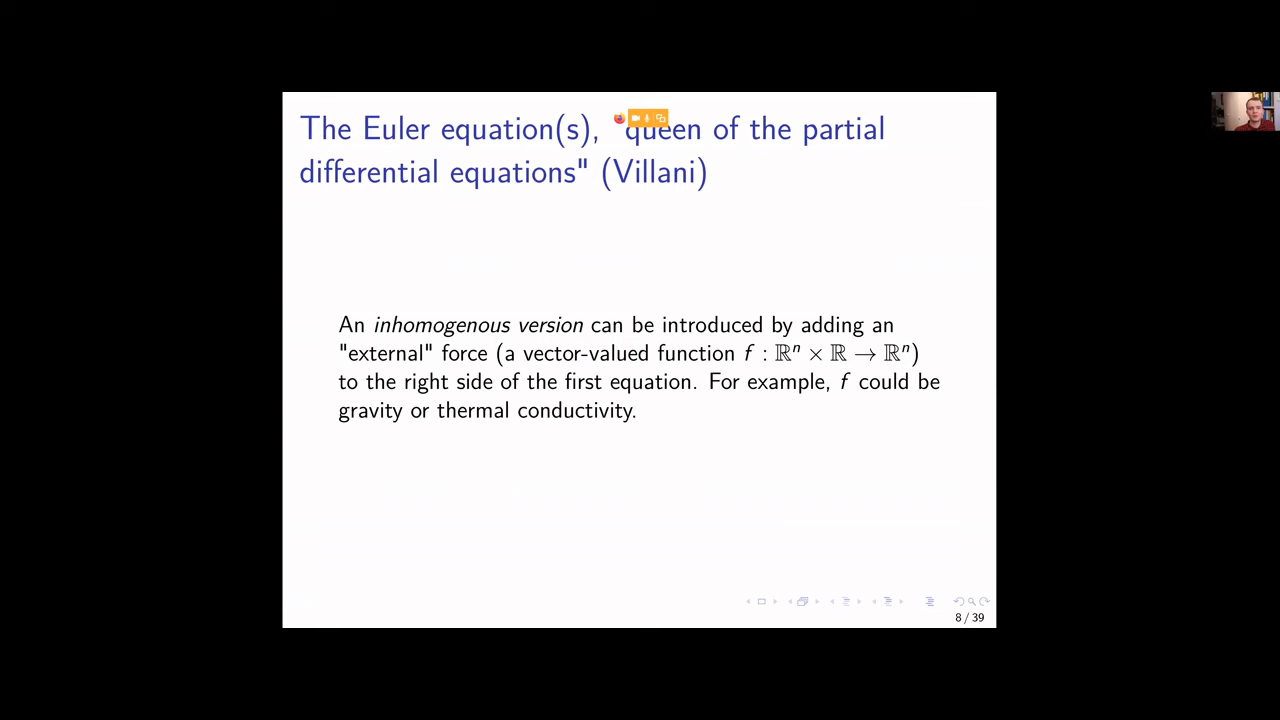 The Euler equation(s), "queen of the partial
differential equations" (Villani)
An inhomogenous version can be introduced by adding an
"external" force (a vector-valued function f : ℝⁿ × ℝ → ℝⁿ)
to the right side of the first equation. For example, f could be
gravity or thermal conductivity.
8 / 39